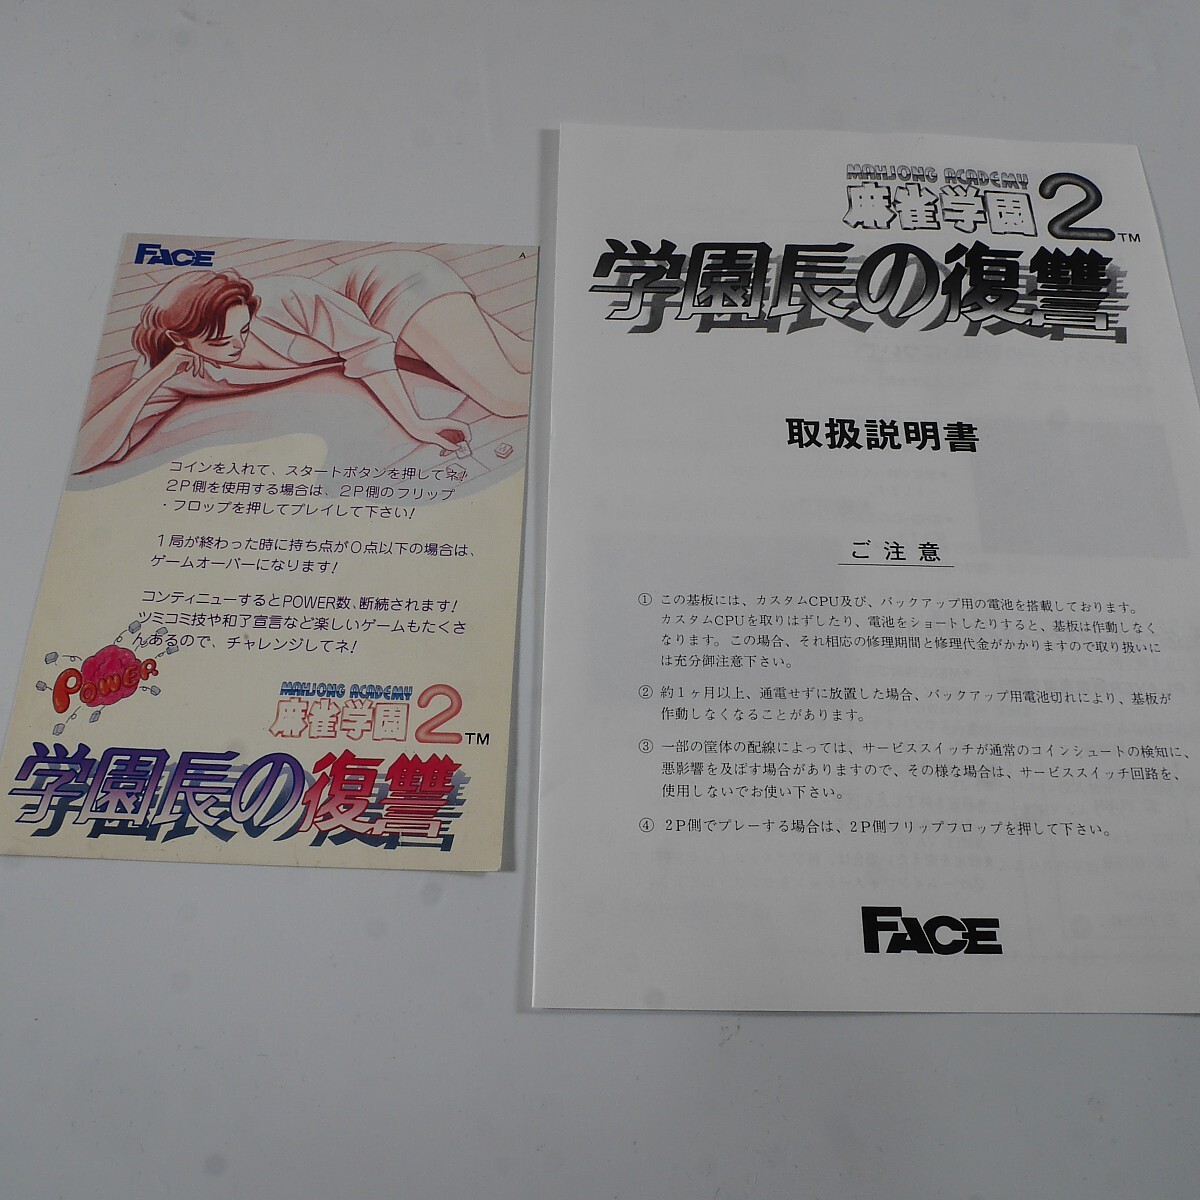 FACE
A
コインを入れて、スタートボタンを押してネ!
2P側を使用する場合は、2P側のフリップ
・フロップを押してプレイして下さい!
1局が終わった時に持ち点が0点以下の場合は、
ゲームオーバーになります!
コンティニューするとPOWER数、断続されます!
ツミコミ技や和了宣言など楽しいゲームもたくさ
んあるので、チャレンジしてネ!
POWER
MAHJONG ACADEMY
麻雀学園2™
学園長の復讐
MAHJONG ACADEMY
麻雀学園2™
学園長の復讐
取扱説明書
ご注意
① この基板には、カスタムCPU及び、バックアップ用の電池を搭載しております。
カスタムCPUを取りはずしたり、電池をショートしたりすると、基板は作動しなく
なります。この場合、それ相応の修理期間と修理代金がかかりますので取り扱いに
は充分御注意下さい。
② 約1ヶ月以上、通電せずに放置した場合、バックアップ用電池切れにより、基板が
作動しなくなることがあります。
③ 一部の筐体の配線によっては、サービススイッチが通常のコインシュートの検知に、
悪影響を及ぼす場合がありますので、その様な場合は、サービススイッチ回路を、
使用しないでお使い下さい。
④ 2P側でプレーする場合は、2P側フリップフロップを押して下さい。
FACE